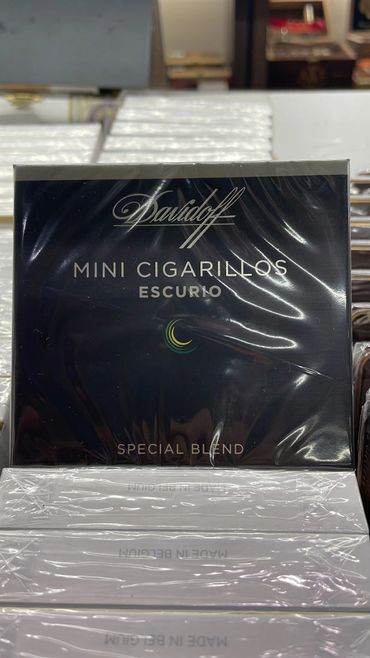 Davidoff
MINI CIGARILLOS
ESCURIO
SPECIAL BLEND
MADE IN BELGIUM
MADE IN BELGIUM
MADE IN BELGIUM